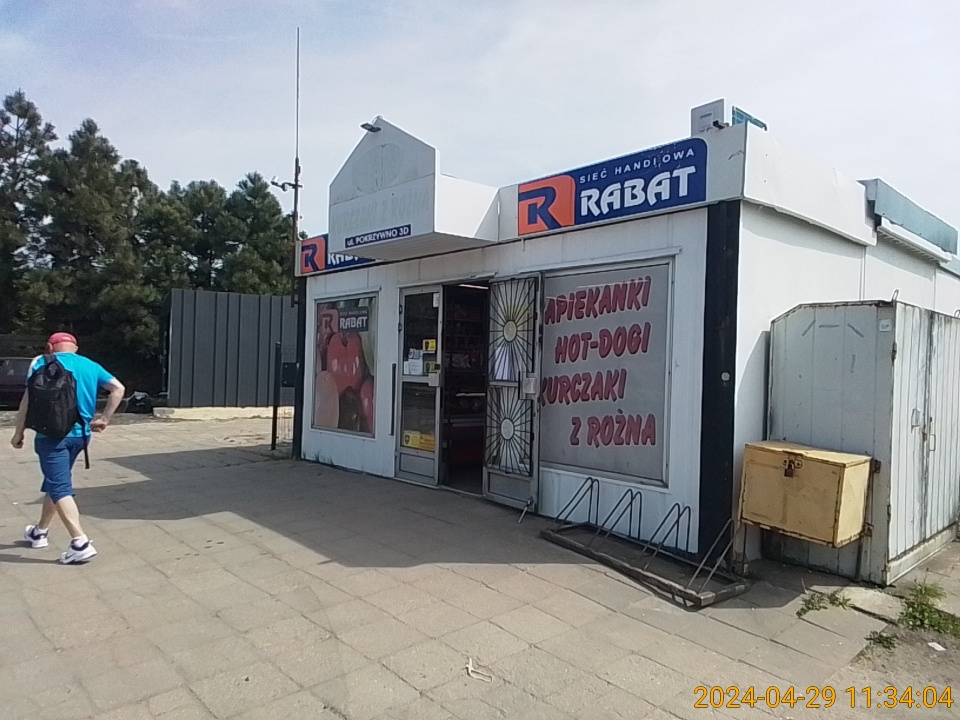 SIEĆ HANDLOWA
RABAT
ul. POKRZYWNO 3D
RABAT
APIEKANKI
HOT-DOGI
KURCZAKI
Z ROŻNA
2024-04-29 11:34:04